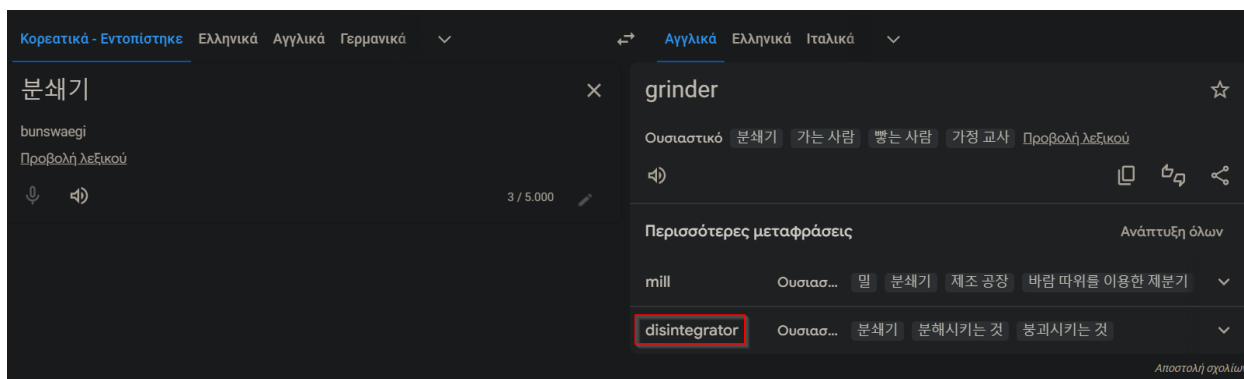 Κορεατικά - Εντοπίστηκε Ελληνικά Αγγλικά Γερμανικά
Αγγλικά Ελληνικά Ιταλικά
분쇄기
bunswaegi
Προβολή λεξικού
3 / 5.000
grinder
Ουσιαστικό 분쇄기 가는 사람 빻는 사람 가정 교사 Προβολή λεξικού
Περισσότερες μεταφράσεις Ανάπτυξη όλων
mill Ουσιασ... 밀 분쇄기 제조 공장 바람 따위를 이용한 제분기
disintegrator Ουσιασ... 분쇄기 분해시키는 것 붕괴시키는 것
Αποστολή σχολίων